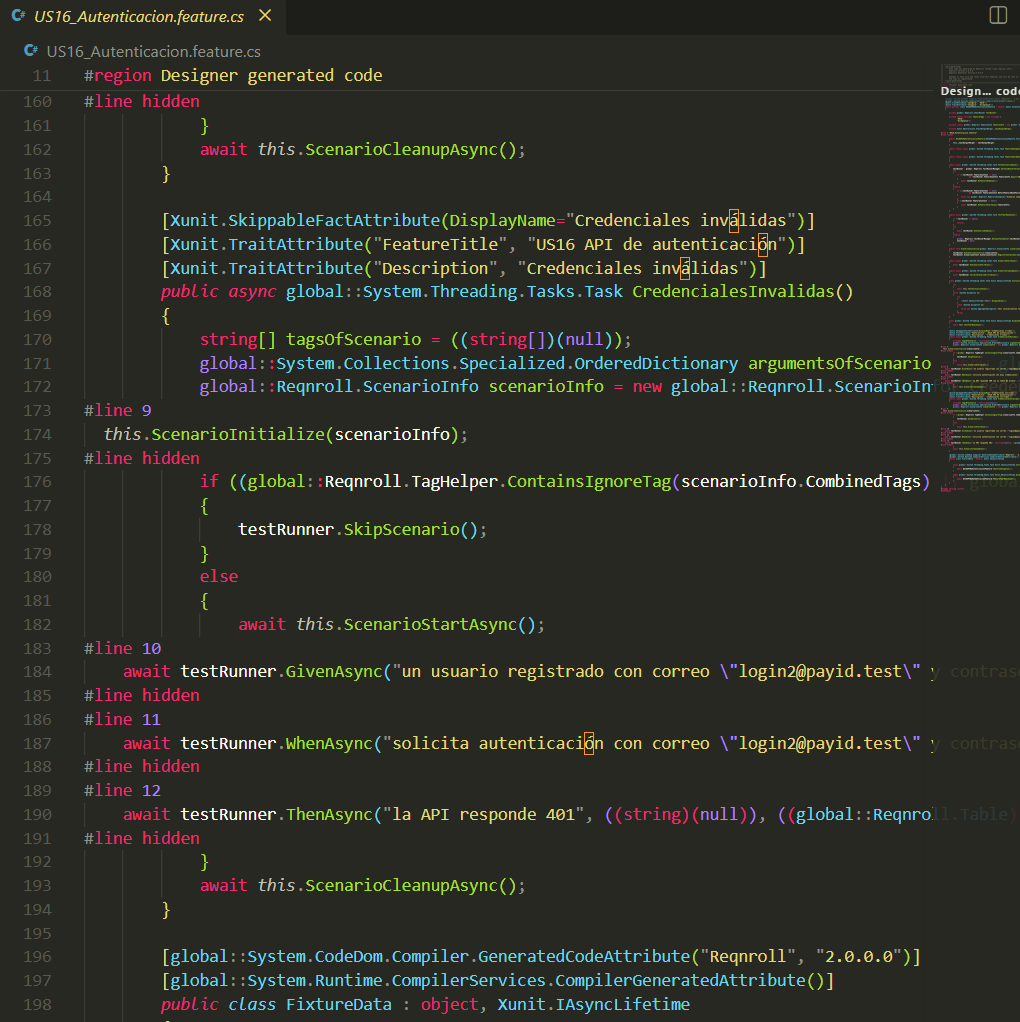 US16_Autenticacion.feature.cs
US16_Autenticacion.feature.cs
11 #region Designer generated code
160 #line hidden
161 }
162 await this.ScenarioCleanupAsync();
163 }
164
165 [Xunit.SkippableFactAttribute(DisplayName="Credenciales inválidas")]
166 [Xunit.TraitAttribute("FeatureTitle", "US16 API de autenticación")]
167 [Xunit.TraitAttribute("Description", "Credenciales inválidas")]
168 public async global::System.Threading.Tasks.Task CredencialesInvalidas()
169 {
170 string[] tagsOfScenario = ((string[])(null));
171 global::System.Collections.Specialized.OrderedDictionary argumentsOfScenario
172 global::Reqnroll.ScenarioInfo scenarioInfo = new global::Reqnroll.ScenarioInf
173 #line 9
174 this.ScenarioInitialize(scenarioInfo);
175 #line hidden
176 if ((global::Reqnroll.TagHelper.ContainsIgnoreTag(scenarioInfo.CombinedTags)
177 {
178 testRunner.SkipScenario();
179 }
180 else
181 {
182 await this.ScenarioStartAsync();
183 #line 10
184 await testRunner.GivenAsync("un usuario registrado con correo \"login2@payid.test\" y contras
185 #line hidden
186 #line 11
187 await testRunner.WhenAsync("solicita autenticación con correo \"login2@payid.test\" y contras
188 #line hidden
189 #line 12
190 await testRunner.ThenAsync("la API responde 401", ((string)(null)), ((global::Reqnroll.Table)
191 #line hidden
192 }
193 await this.ScenarioCleanupAsync();
194 }
195
196 [global::System.CodeDom.Compiler.GeneratedCodeAttribute("Reqnroll", "2.0.0.0")]
197 [global::System.Runtime.CompilerServices.CompilerGeneratedAttribute()]
198 public class FixtureData : object, Xunit.IAsyncLifetime
Design... code